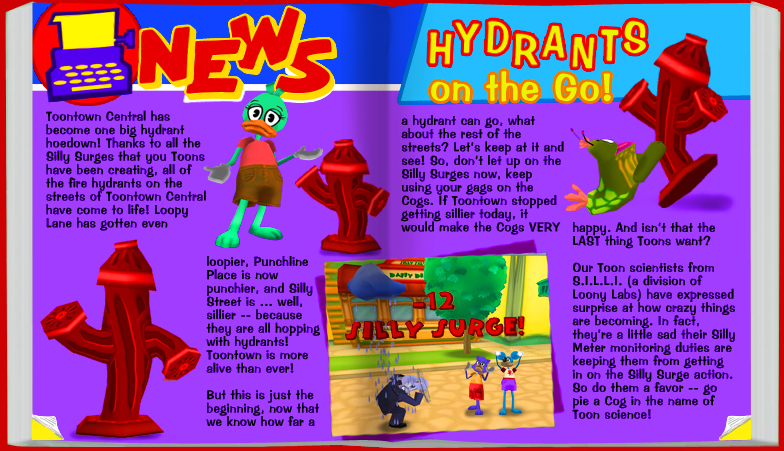 NEWS
Toontown Central has
become one big hydrant
hoedown! Thanks to all the
Silly Surges that you Toons
have been creating, all of
the fire hydrants on the
streets of Toontown Central
have come to life! Loopy
Lane has gotten even
loopier, Punchline
Place is now
punchier, and Silly
Street is ... well,
sillier -- because
they are all hopping
with hydrants!
Toontown is more
alive than ever!
But this is just the
beginning, now that
we know how far a
HYDRANTS
on the Go!
a hydrant can go, what
about the rest of the
streets? Let's keep at it and
see! So, don't let up on the
Silly Surges now, keep
using your gags on the
Cogs. If Toontown stopped
getting sillier today, it
would make the Cogs VERY
happy. And isn't that the
LAST thing Toons want?
Our Toon scientists from
S.I.L.L.I. (a division of
Loony Labs) have expressed
surprise at how crazy things
are becoming. In fact,
they're a little sad their Silly
Meter monitoring duties are
keeping them from getting
in on the Silly Surge action.
So do them a favor -- go
pie a Cog in the name of
Toon science!
DAFFY DI
-12
SILLY SURGE!